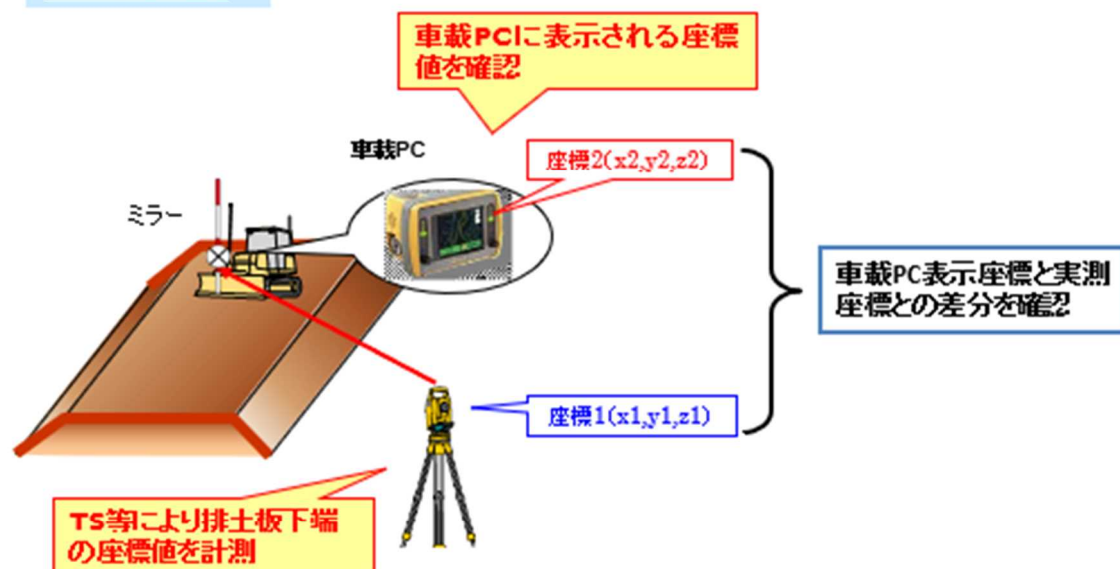 車載PCに表示される座標
値を確認
車載PC
座標2(x2,y2,z2)
ミラー
車載PC表示座標と実測
座標との差分を確認
座標1(x1,y1,z1)
TS等により排土板下端
の座標値を計測